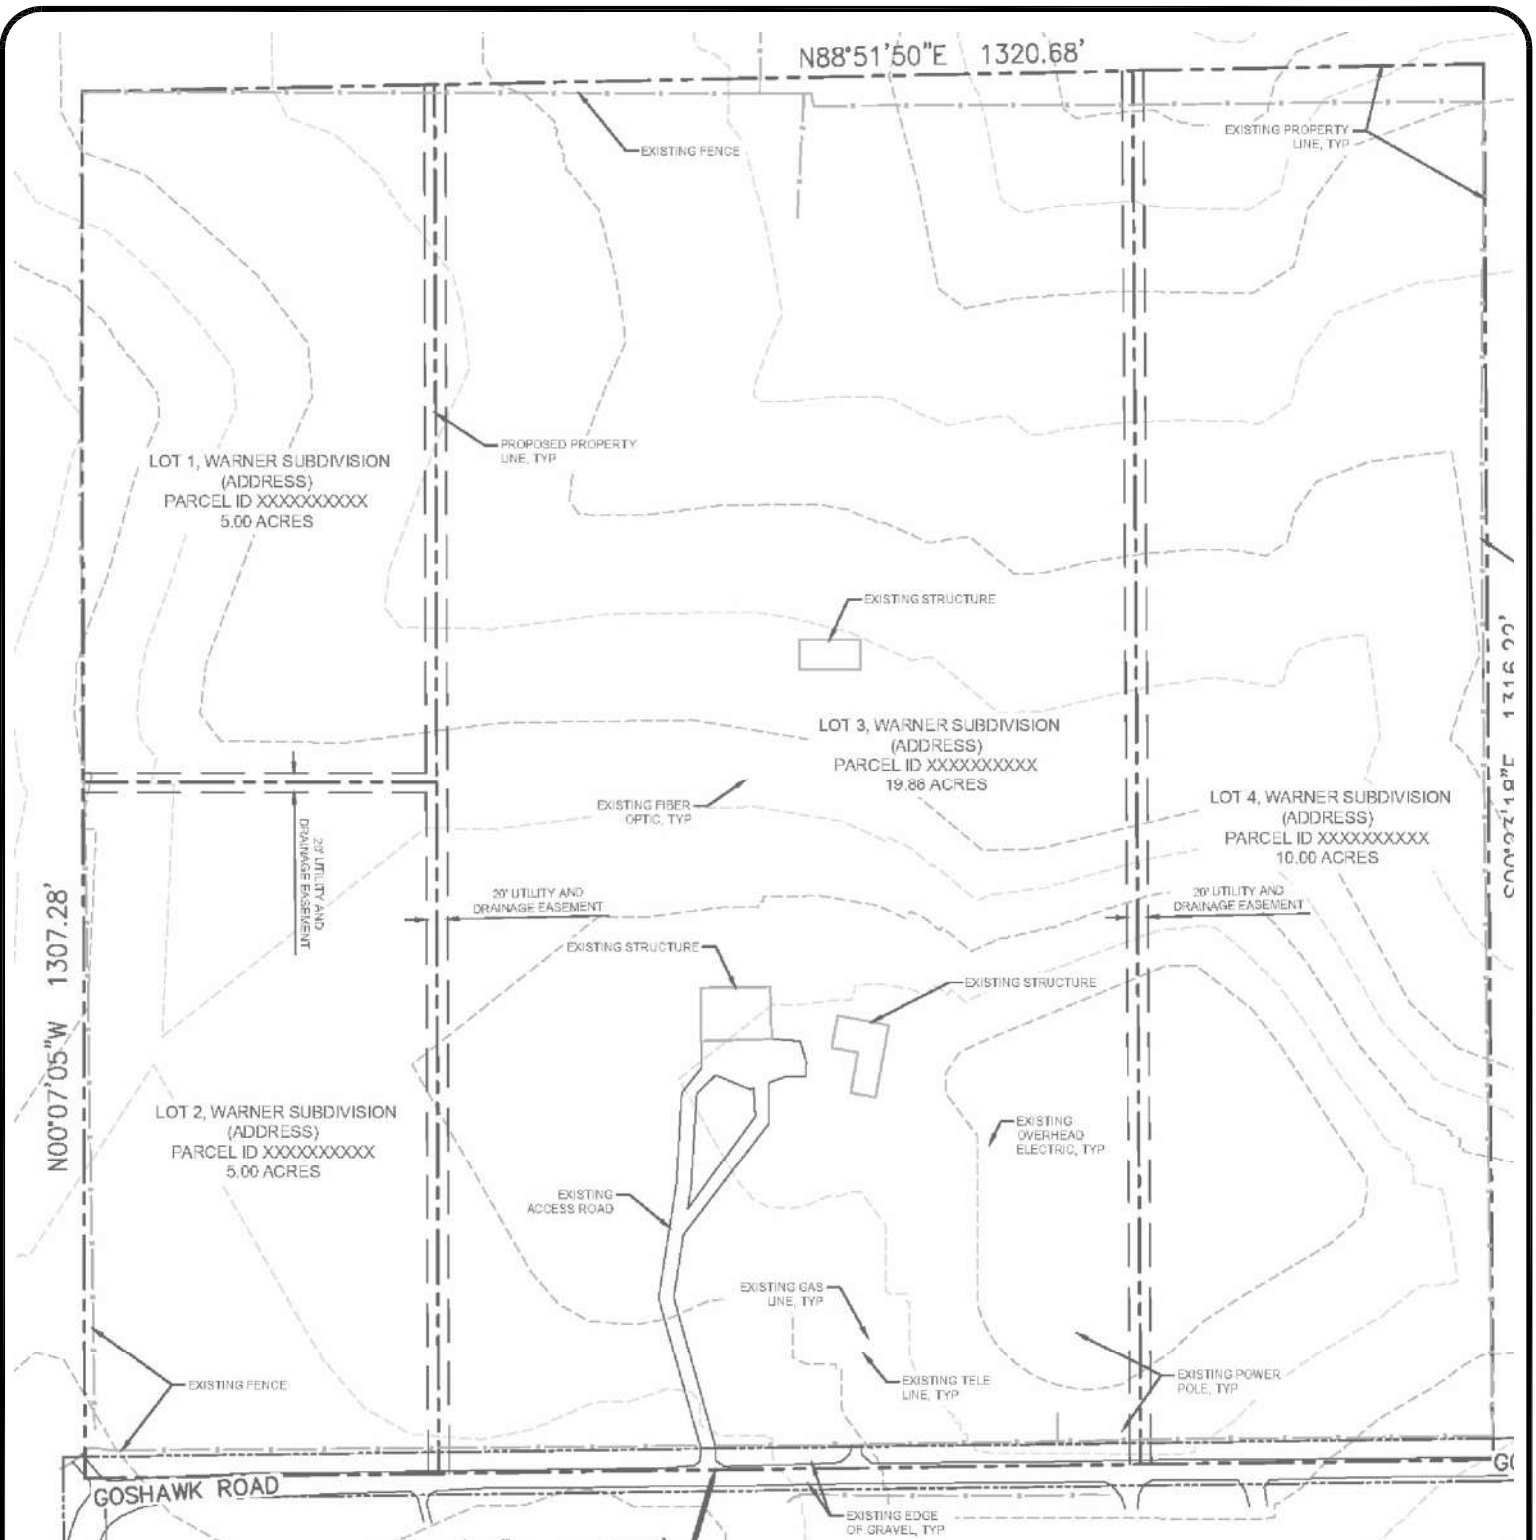 N88°51'50"E 1320.68'
EXISTING PROPERTY
LINE, TYP
EXISTING FENCE
PROPOSED PROPERTY
LINE, TYP
LOT 1, WARNER SUBDIVISION
(ADDRESS)
PARCEL ID XXXXXXXXXX
5.00 ACRES
EXISTING STRUCTURE
LOT 3, WARNER SUBDIVISION
(ADDRESS)
PARCEL ID XXXXXXXXXX
19.88 ACRES
EXISTING FIBER
OPTIC, TYP
LOT 4, WARNER SUBDIVISION
(ADDRESS)
PARCEL ID XXXXXXXXXX
10.00 ACRES
20' UTILITY AND
DRAINAGE EASEMENT
20' UTILITY AND
DRAINAGE EASEMENT
20' UTILITY AND
DRAINAGE EASEMENT
N00°07'05"W 1307.28'
EXISTING STRUCTURE
EXISTING STRUCTURE
LOT 2, WARNER SUBDIVISION
(ADDRESS)
PARCEL ID XXXXXXXXXX
5.00 ACRES
EXISTING
OVERHEAD
ELECTRIC, TYP
EXISTING
ACCESS ROAD
EXISTING GAS
LINE, TYP
EXISTING TELE
LINE, TYP
EXISTING POWER
POLE, TYP
EXISTING FENCE
GOSHAWK ROAD
EXISTING EDGE
OF GRAVEL, TYP